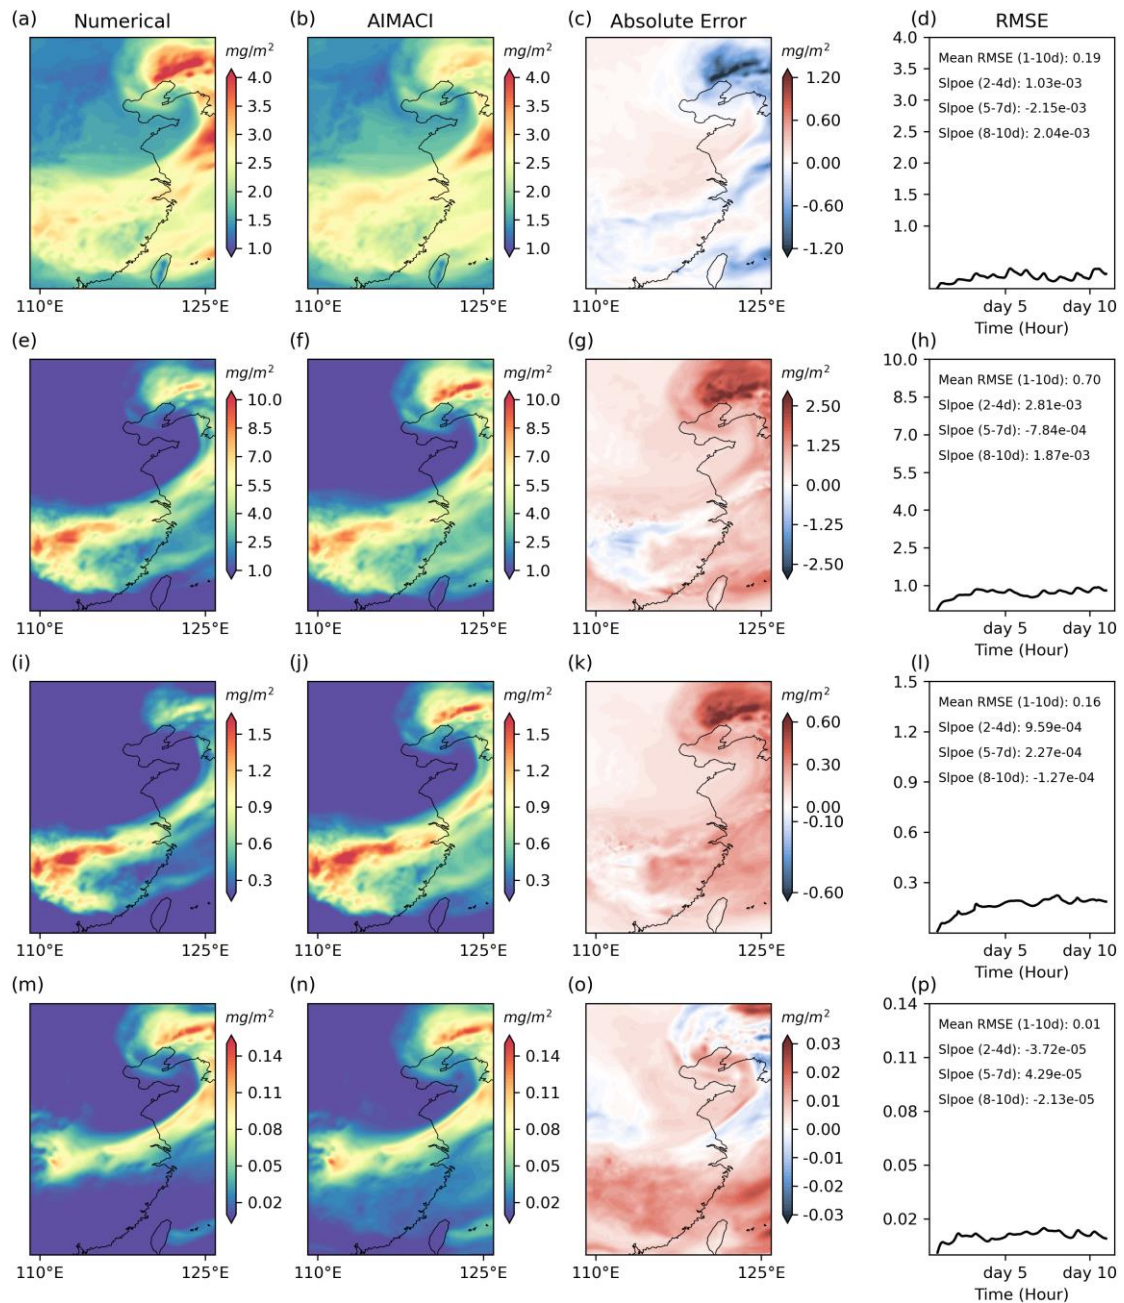 (a) Numerical
(b) AIMACI
(c) Absolute Error
(d) RMSE
mg/m²
4.0
3.5
3.0
2.5
2.0
1.5
1.0
110°E 125°E
mg/m²
4.0
3.5
3.0
2.5
2.0
1.5
1.0
110°E 125°E
mg/m²
1.20
0.60
0.00
-0.60
-1.20
110°E 125°E
4.0
3.5
3.0
2.5
2.0
1.5
1.0
Mean RMSE (1-10d): 0.19
Slpoe (2-4d): 1.03e-03
Slpoe (5-7d): -2.15e-03
Slpoe (8-10d): 2.04e-03
day 5 day 10
Time (Hour)
(e)
mg/m²
10.0
8.5
7.0
5.5
4.0
2.5
1.0
110°E 125°E
(f)
mg/m²
10.0
8.5
7.0
5.5
4.0
2.5
1.0
110°E 125°E
(g)
mg/m²
2.50
1.25
0.00
-1.25
-2.50
110°E 125°E
(h)
10.0
8.5
7.0
5.5
4.0
2.5
1.0
Mean RMSE (1-10d): 0.70
Slpoe (2-4d): 2.81e-03
Slpoe (5-7d): -7.84e-04
Slpoe (8-10d): 1.87e-03
day 5 day 10
Time (Hour)
(i)
mg/m²
1.5
1.2
0.9
0.6
0.3
110°E 125°E
(j)
mg/m²
1.5
1.2
0.9
0.6
0.3
110°E 125°E
(k)
mg/m²
0.60
0.30
0.00
-0.10
-0.60
110°E 125°E
(l)
1.5
1.2
0.9
0.6
0.3
Mean RMSE (1-10d): 0.16
Slpoe (2-4d): 9.59e-04
Slpoe (5-7d): 2.27e-04
Slpoe (8-10d): -1.27e-04
day 5 day 10
Time (Hour)
(m)
mg/m²
0.14
0.11
0.08
0.05
0.02
110°E 125°E
(n)
mg/m²
0.14
0.11
0.08
0.05
0.02
110°E 125°E
(o)
mg/m²
0.03
0.02
0.01
0.00
-0.01
-0.02
-0.03
110°E 125°E
(p)
0.14
0.11
0.08
0.05
0.02
Mean RMSE (1-10d): 0.01
Slpoe (2-4d): -3.72e-05
Slpoe (5-7d): 4.29e-05
Slpoe (8-10d): -2.13e-05
day 5 day 10
Time (Hour)